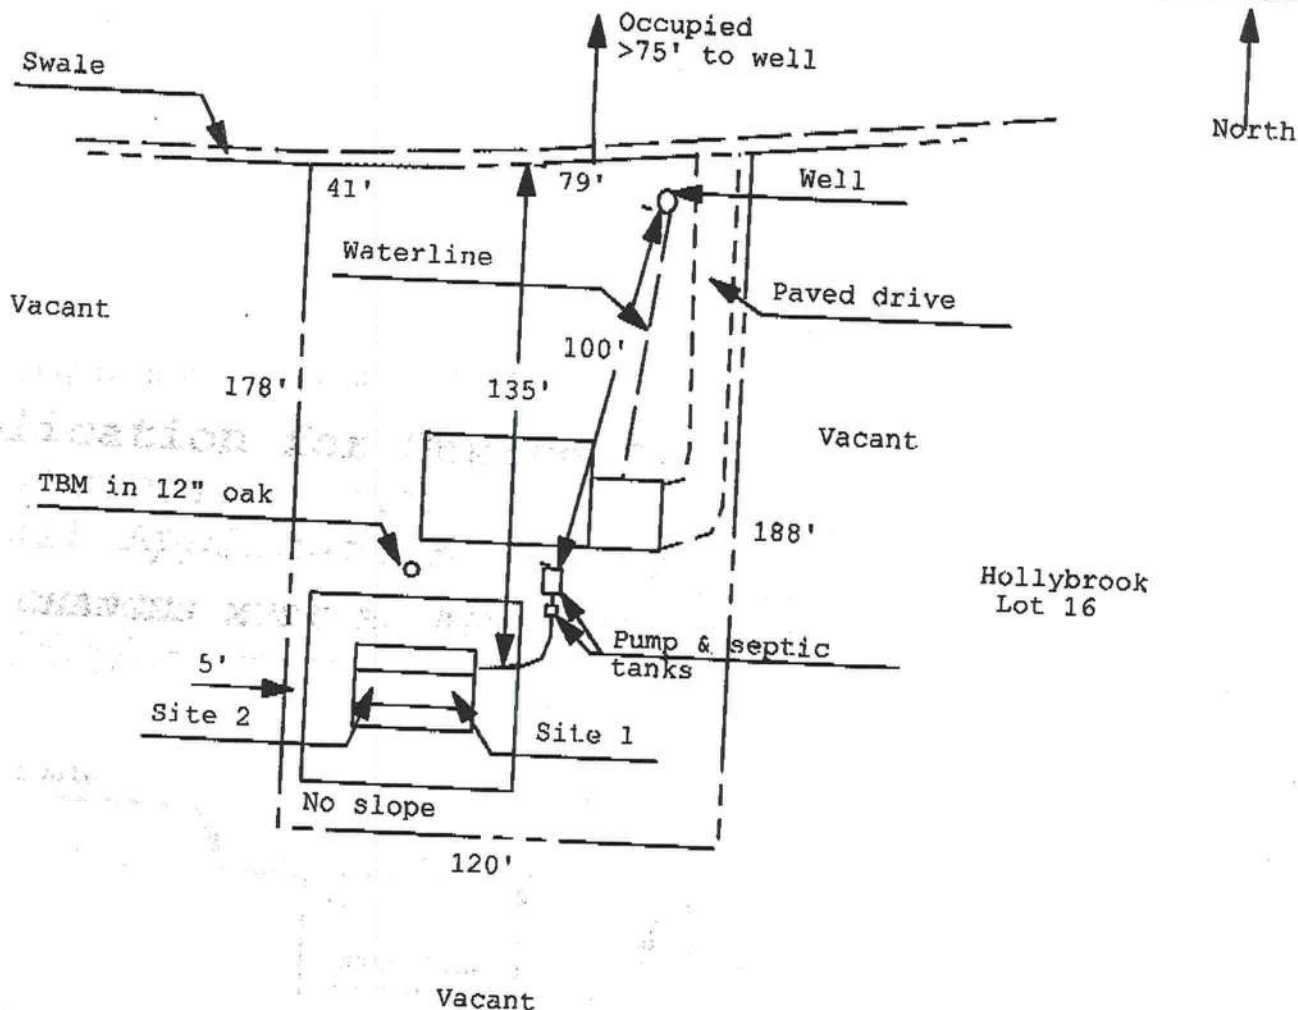 Occupied
>75' to well
North
Swale
41'
79'
Well
Waterline
Paved drive
Vacant
100'
178'
135'
Vacant
TBM in 12" oak
188'
Hollybrook
Lot 16
Pump & septic
tanks
5'
Site 2
Site 1
No slope
120'
Vacant